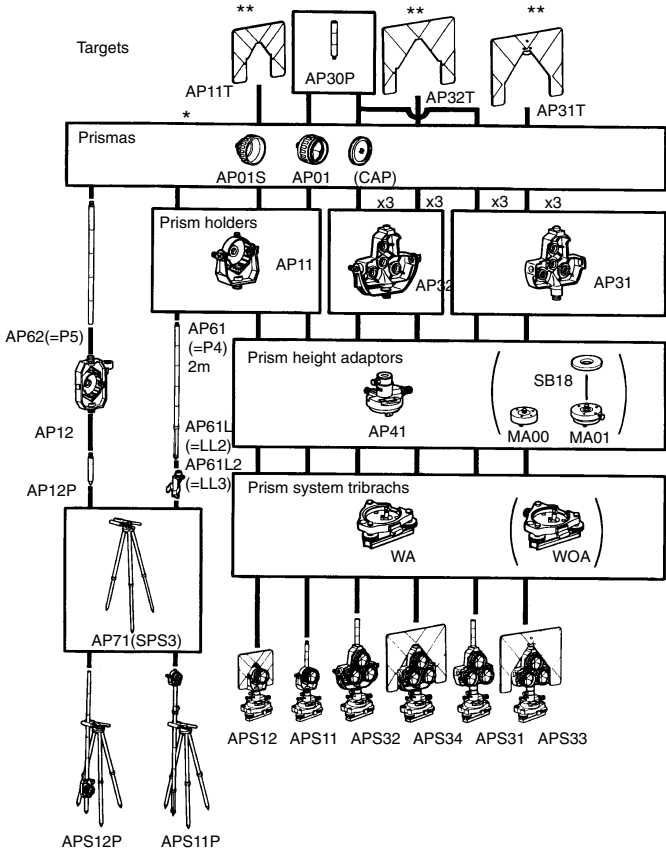 ** ** **
Targets
AP11T AP30P AP32T AP31T
*
Prismas
AP01S AP01 (CAP)
x3 x3 x3 x3
Prism holders
AP11 AP32 AP31
AP62(=P5)
AP61
(=P4)
2m
Prism height adaptors
SB18
AP41 MA00 MA01
AP12
AP61L
(=LL2)
AP61L2
(=LL3)
AP12P
Prism system tribrachs
WA WOA
AP71(SPS3)
APS12 APS11 APS32 APS34 APS31 APS33
APS12P APS11P